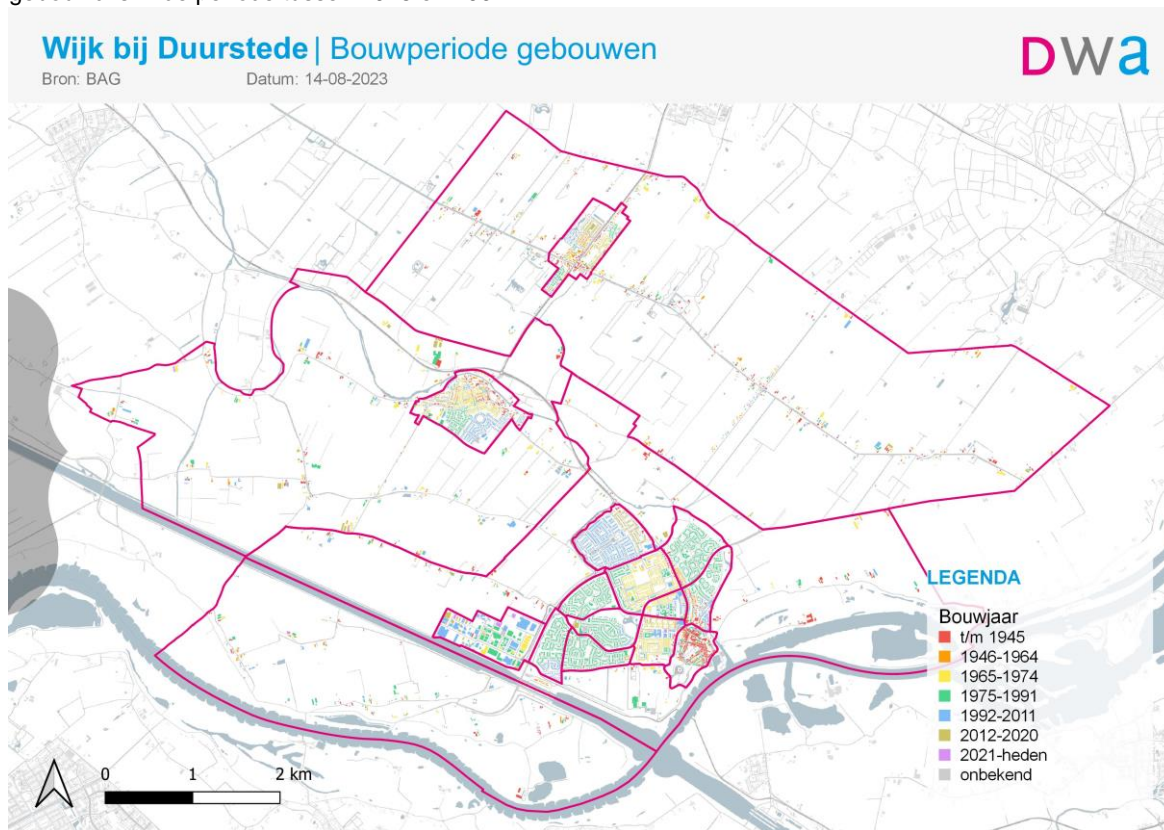 Wijk bij Duurstede | Bouwperiode gebouwen
Bron: BAG Datum: 14-08-2023
DWa
LEGENDA
Bouwjaar
t/m 1945
1946-1964
1965-1974
1975-1991
1992-2011
2012-2020
2021-heden
onbekend
0 1 2 km